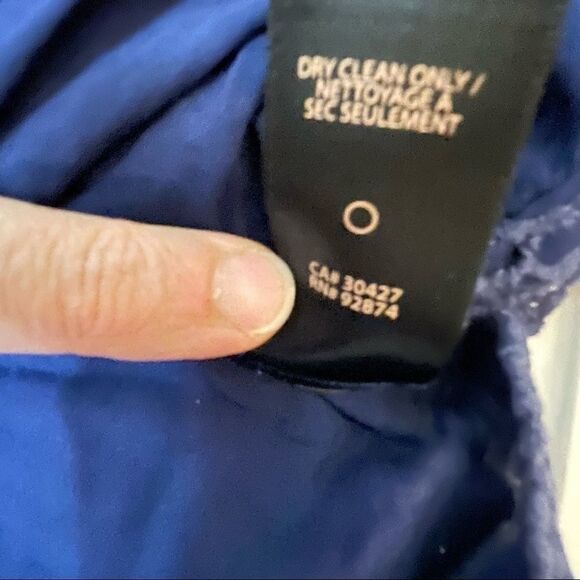 DRY CLEAN ONLY /
NETTOYAGE A
SEC SEULEMENT
CA# 30427
RN# 92874